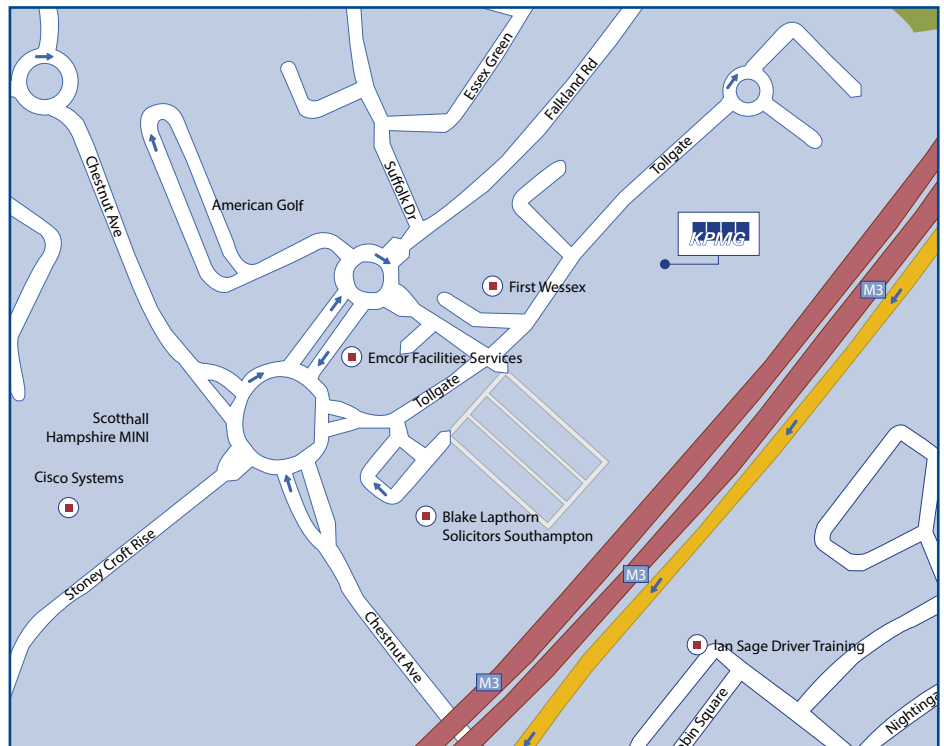 Essex Green
Falkland Rd
Tollgate
Chestnut Ave
Suffolk Dr
American Golf
KPMG
First Wessex
M3
Emcor Facilities Services
Tollgate
Scotthall
Hampshire MINI
Cisco Systems
Blake Lapthorn
Solicitors Southampton
Stoney Croft Rise
M3
Chestnut Ave
Ian Sage Driver Training
M3
Square